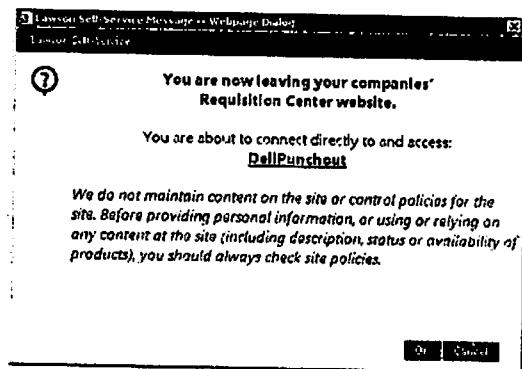 Lawson Self-Service Message -- Webpage Dialog
Lawson Self-Service
You are now leaving your companies'
Requisition Center website.
You are about to connect directly to and access:
DellPunchout
We do not maintain content on the site or control policies for the
site. Before providing personal information, or using or relying on
any content at the site (including description, status or availability of
products), you should always check site policies.
Ok Cancel